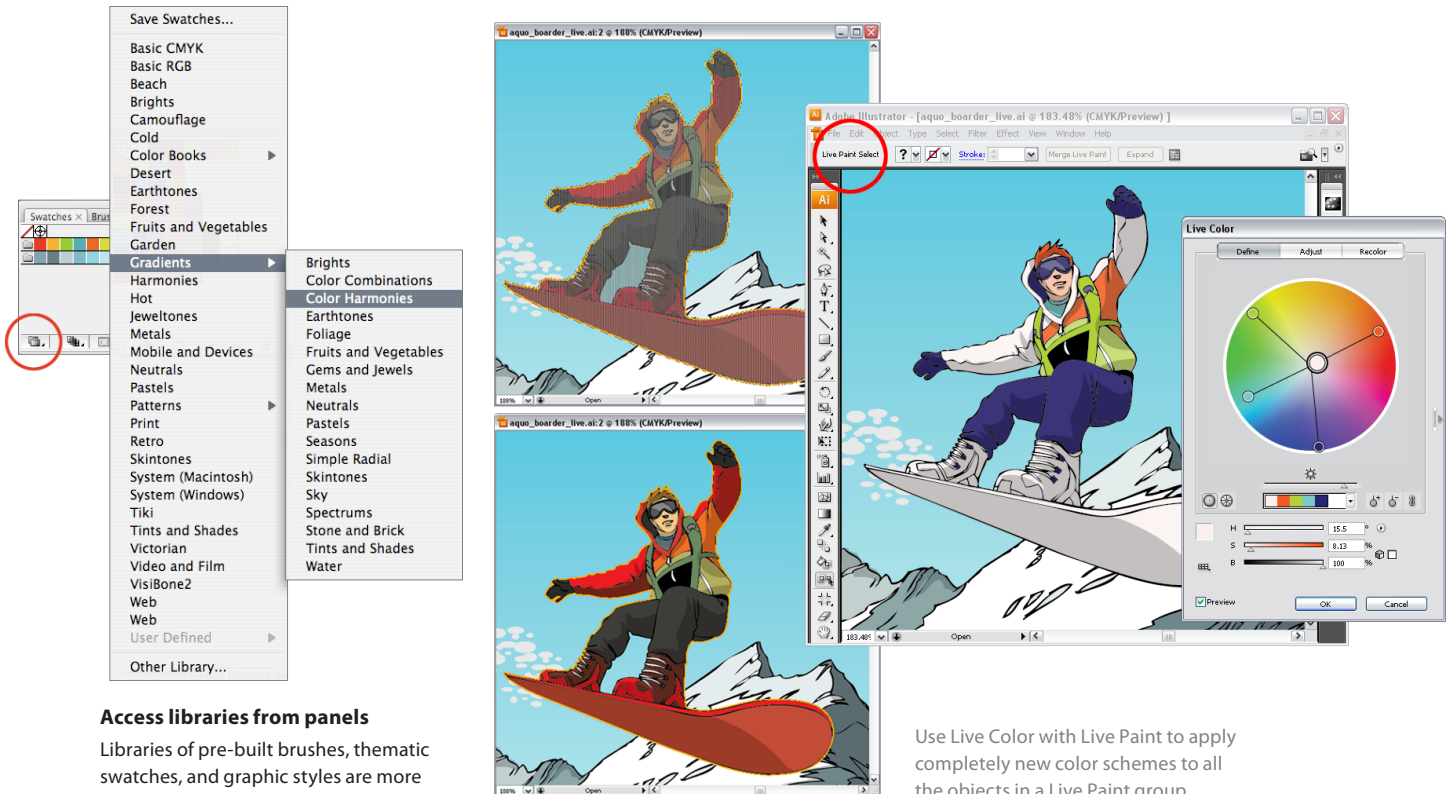 Save Swatches...
Basic CMYK
Basic RGB
Beach
Brights
Camouflage
Cold
Color Books
Desert
Earthtones
Forest
Fruits and Vegetables
Garden
Gradients
Harmonies
Hot
Jeweltones
Metals
Mobile and Devices
Neutrals
Pastels
Patterns
Print
Retro
Skintones
System (Macintosh)
System (Windows)
Tiki
Tints and Shades
Victorian
Video and Film
VisiBone2
Web
Web
User Defined
Other Library...
Swatches × Brus
Brights
Color Combinations
Color Harmonies
Earthtones
Foliage
Fruits and Vegetables
Gems and Jewels
Metals
Neutrals
Pastels
Seasons
Simple Radial
Skintones
Sky
Spectrums
Stone and Brick
Tints and Shades
Water
Access libraries from panels
Libraries of pre-built brushes, thematic
swatches, and graphic styles are more
aquo_boarder_live.ai:2 @ 188% (CMYK/Preview)
188% Open
aquo_boarder_live.ai:2 @ 188% (CMYK/Preview)
188% Open
Adobe Illustrator - [aquo_boarder_live.ai @ 183.48% (CMYK/Preview) ]
File Edit Object Type Select Filter Effect View Window Help
Live Paint Select ? Stroke: Merge Live Paint Expand
Ai
183.48% Open
Live Color
Define Adjust Recolor
H 15.5 °
S 8.13 %
B 100 %
Preview OK Cancel
Use Live Color with Live Paint to apply
completely new color schemes to all
the objects in a Live Paint group